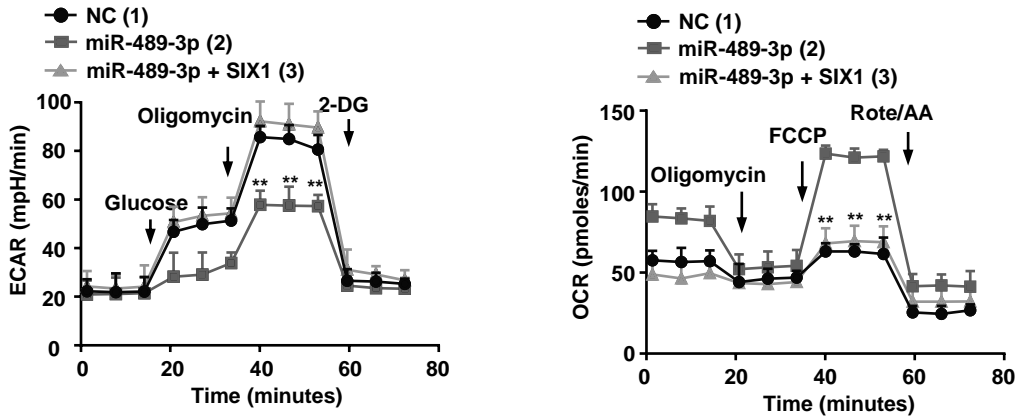 NC (1)
miR-489-3p (2)
miR-489-3p + SIX1 (3)
100
80
60
40
20
0
ECAR (mpH/min)
Oligomycin
2-DG
Glucose
**
**
**
0
20
40
60
80
Time (minutes)
NC (1)
miR-489-3p (2)
miR-489-3p + SIX1 (3)
150
100
50
0
OCR (pmoles/min)
Rote/AA
FCCP
Oligomycin
**
**
**
0
20
40
60
80
Time (minutes)